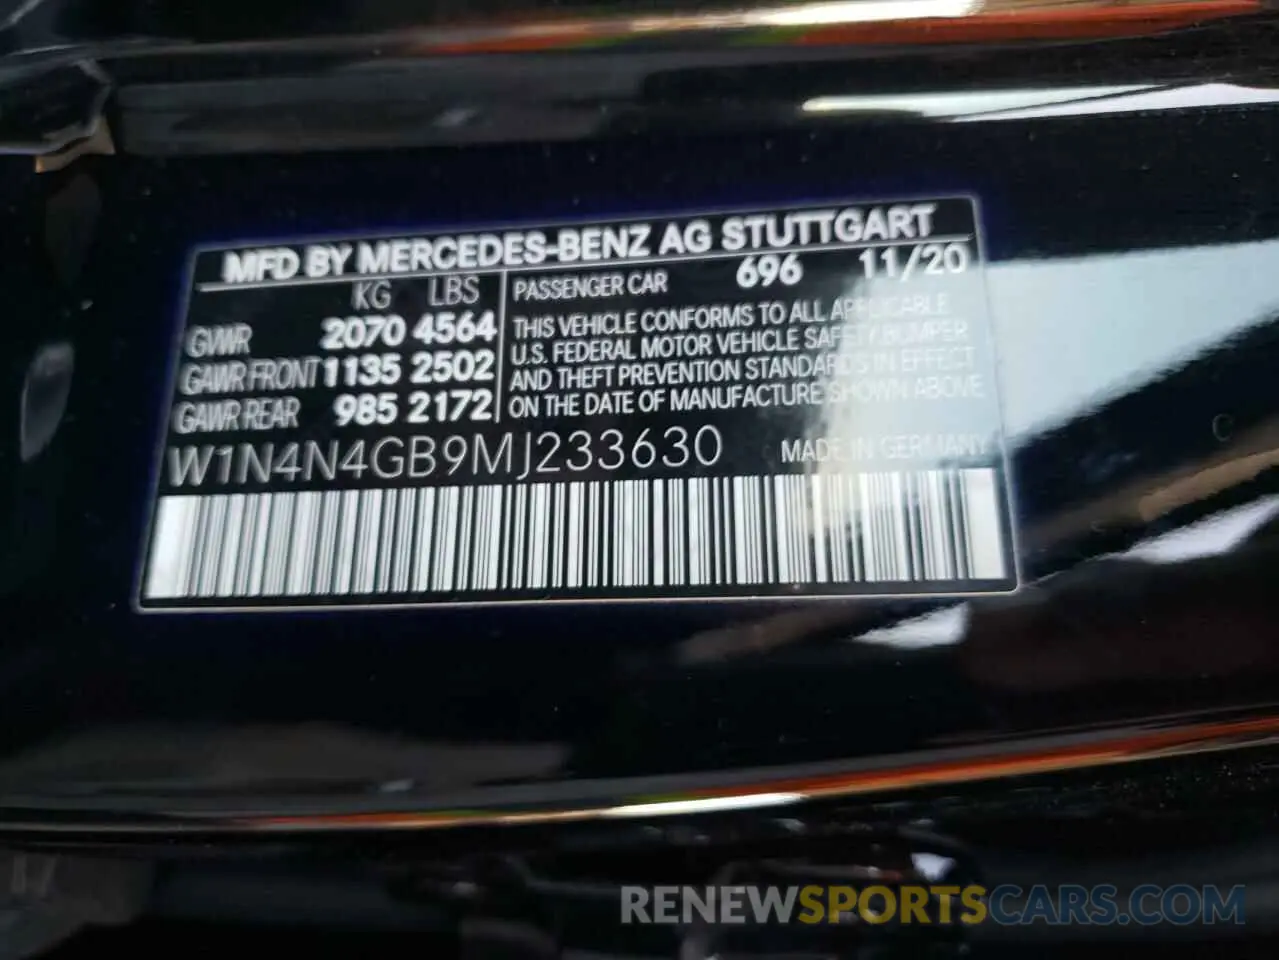 MFD BY MERCEDES-BENZ AG STUTTGART
KG LBS
GVWR 2070 4564
GAWR FRONT 1135 2502
GAWR REAR 985 2172
PASSENGER CAR 696 11/20
THIS VEHICLE CONFORMS TO ALL APPLICABLE
U.S. FEDERAL MOTOR VEHICLE SAFETY, BUMPER
AND THEFT PREVENTION STANDARDS IN EFFECT
ON THE DATE OF MANUFACTURE SHOWN ABOVE
W1N4N4GB9MJ233630 MADE IN GERMANY
RENEWSPORTSCARS.COM